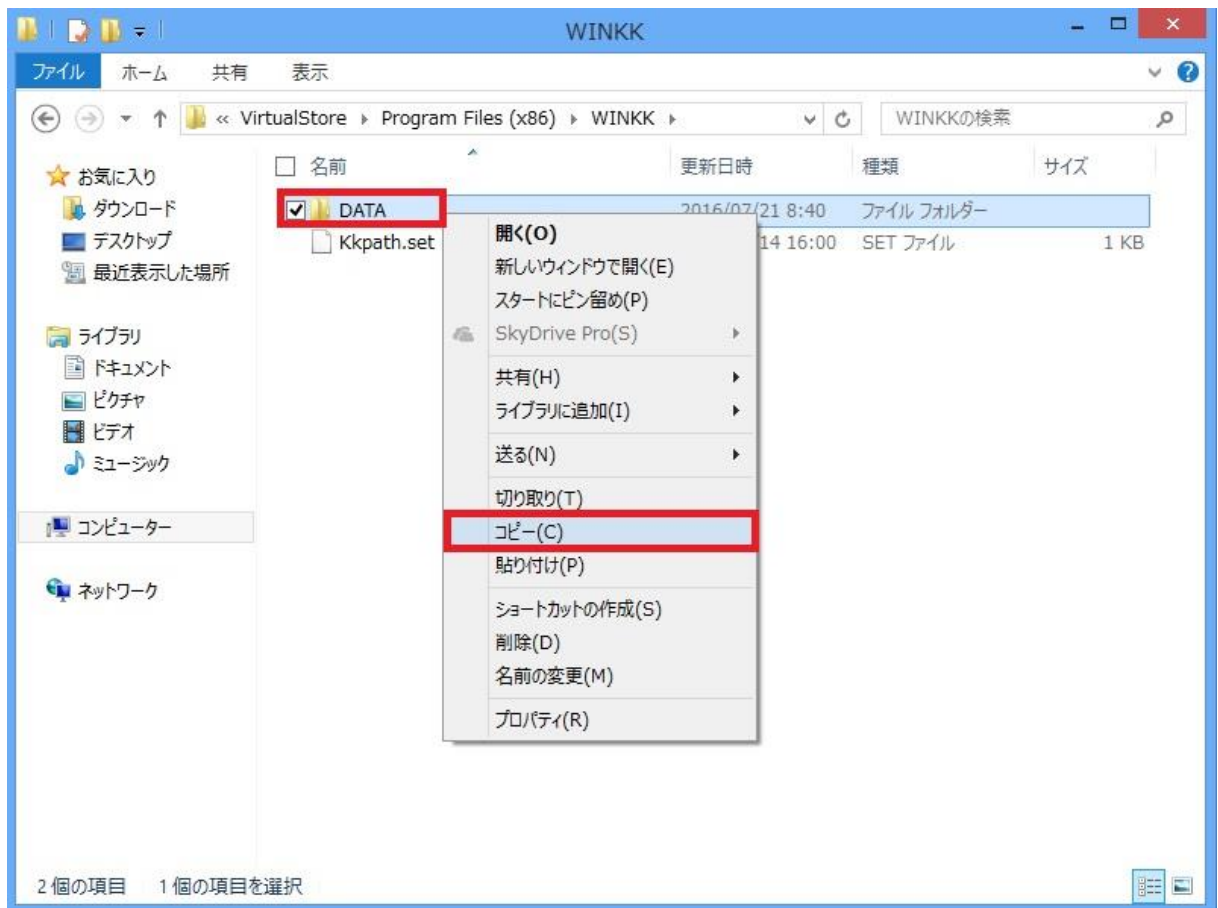 WINKK
ファイル ホーム 共有 表示
« VirtualStore ▸ Program Files (x86) ▸ WINKK ▸ WINKKの検索
お気に入り
ダウンロード
デスクトップ
最近表示した場所
ライブラリ
ドキュメント
ピクチャ
ビデオ
ミュージック
コンピューター
ネットワーク
名前 更新日時 種類 サイズ
DATA 2016/07/21 8:40 ファイル フォルダー
Kkpath.set 14 16:00 SET ファイル 1 KB
開く(O)
新しいウィンドウで開く(E)
スタートにピン留め(P)
SkyDrive Pro(S)
共有(H)
ライブラリに追加(I)
送る(N)
切り取り(T)
コピー(C)
貼り付け(P)
ショートカットの作成(S)
削除(D)
名前の変更(M)
プロパティ(R)
2 個の項目 1 個の項目を選択